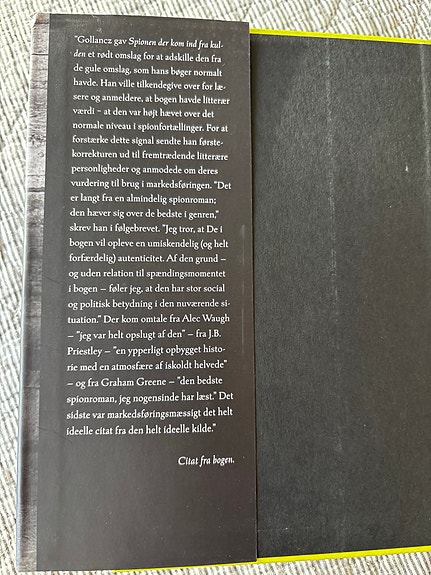 "Gollancz gav Spionen der kom ind fra kul-
den et rødt omslag for at adskille den fra
de gule omslag, som hans bøger normalt
havde. Han ville tilkendegive over for læ-
sere og anmeldere, at bogen havde litterær
værdi – at den var højt hævet over det
normale niveau i spionfortællinger. For at
forstærke dette signal sendte han første-
korrekturen ud til fremtrædende litterære
personligheder og anmodede om deres
vurdering til brug i markedsføringen. "Det
er langt fra en almindelig spionroman;
den hæver sig over de bedste i genren,"
skrev han i følgebrevet. "Jeg tror, at De i
bogen vil opleve en umiskendelig (og helt
forfærdelig) autenticitet. Af den grund –
og uden relation til spændingsmomentet
i bogen – føler jeg, at den har stor social
og politisk betydning i den nuværende si-
tuation." Der kom omtale fra Alec Waugh
– "jeg var helt opslugt af den" – fra J.B.
Priestley – "en ypperligt opbygget histo-
rie med en atmosfære af iskoldt helvede"
– og fra Graham Greene – "den bedste
spionroman, jeg nogensinde har læst." Det
sidste var markedsføringsmæssigt det helt
ideelle citat fra den helt ideelle kilde."
Citat fra bogen.